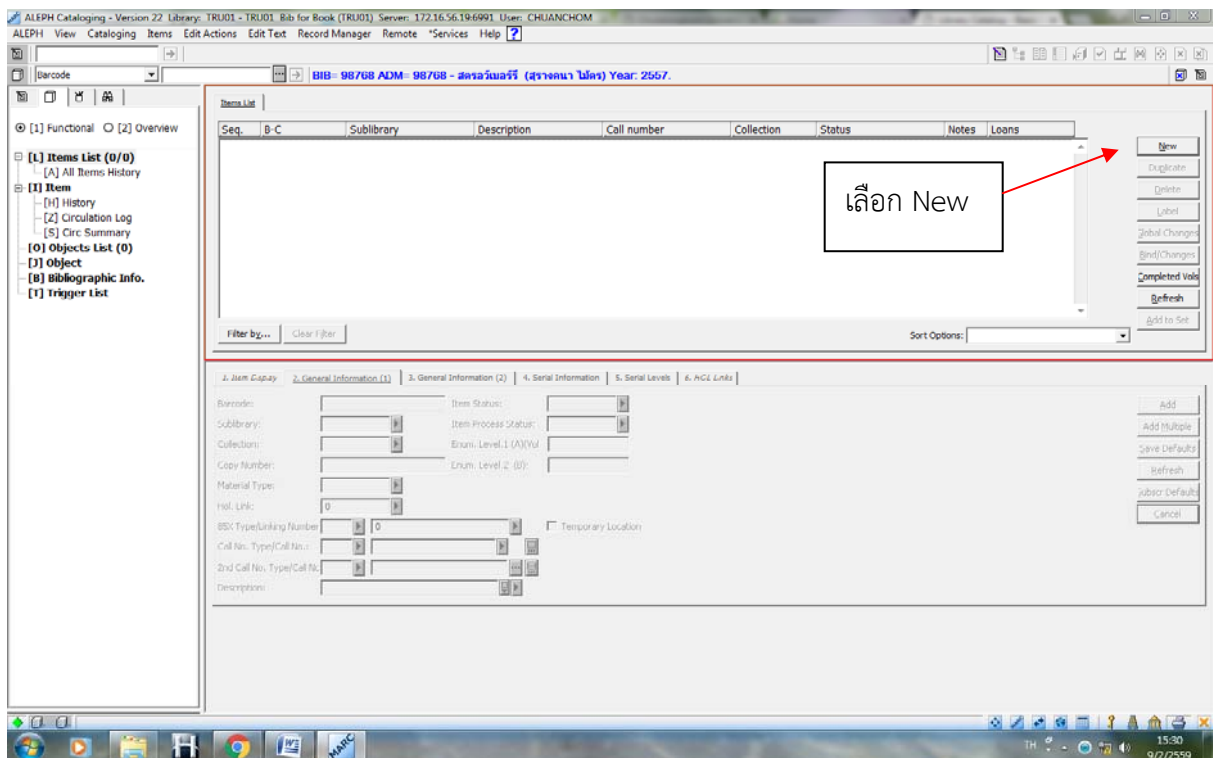 ALEPH Cataloging - Version 22 Library: TRU01 - TRU01 Bib for Book (TRU01) Server: 172.16.56.19:6991 User: CHUANCHOM
ALEPH View Cataloging Items Edit Actions Edit Text Record Manager Remote *Services Help ?
Barcode
BIB= 98768 ADM= 98768 - สตรอว์เบอร์รี่ (สุรางคนา ไม้ตร) Year: 2557.
[1] Functional [2] Overview
[L] Items List (0/0)
[A] All Items History
[I] Item
[H] History
[Z] Circulation Log
[S] Circ Summary
[O] Objects List (0)
[J] Object
[B] Bibliographic Info.
[T] Trigger List
Items List
Seq. B-C Sublibrary Description Call number Collection Status Notes Loans
เลือก New
New
Duplicate
Delete
Label
Global Changes
Bind/Changes
Completed Vols
Refresh
Add to Set
Filter by... Clear Filter Sort Options:
1. Item Display 2. General Information (1) 3. General Information (2) 4. Serial Information 5. Serial Levels 6. HOL Links
Barcode: Item Status:
Sublibrary: Item Process Status:
Collection: Enum. Level.1 (A)(Vol
Copy Number: Enum. Level.2 (B):
Material Type:
Hol. Link: 0
85X Type/Linking Number 0 Temporary Location
Call No. Type/Call No.:
2nd Call No. Type/Call No
Description:
Add
Add Multiple
Save Defaults
Refresh
Subscr Defaults
Cancel
MARC
TH 15:30
9/2/2559